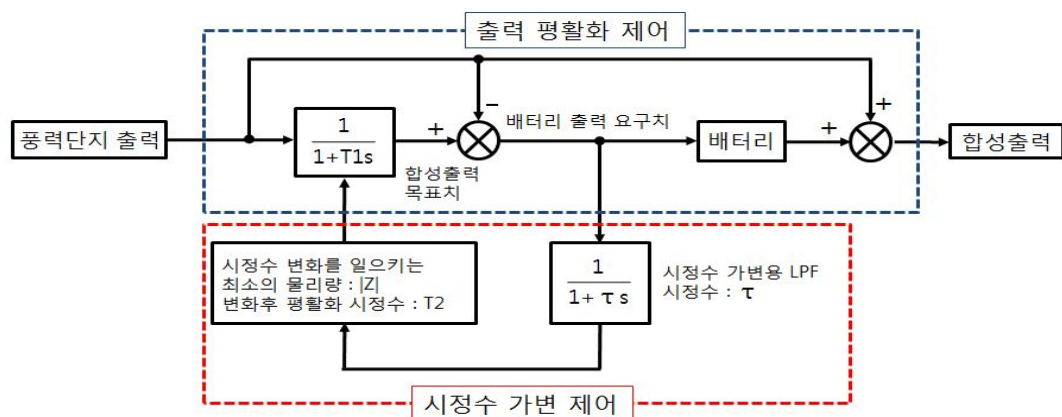 출력 평활화 제어
풍력단지 출력
1
1+T1s
+
합성출력
목표치
−
배터리 출력 요구치
배터리
+
+
합성출력
시정수 변화를 일으키는
최소의 물리량 : |Z|
변화후 평활화 시정수 : T2
1
1+ τ s
시정수 가변용 LPF
시정수 : τ
시정수 가변 제어